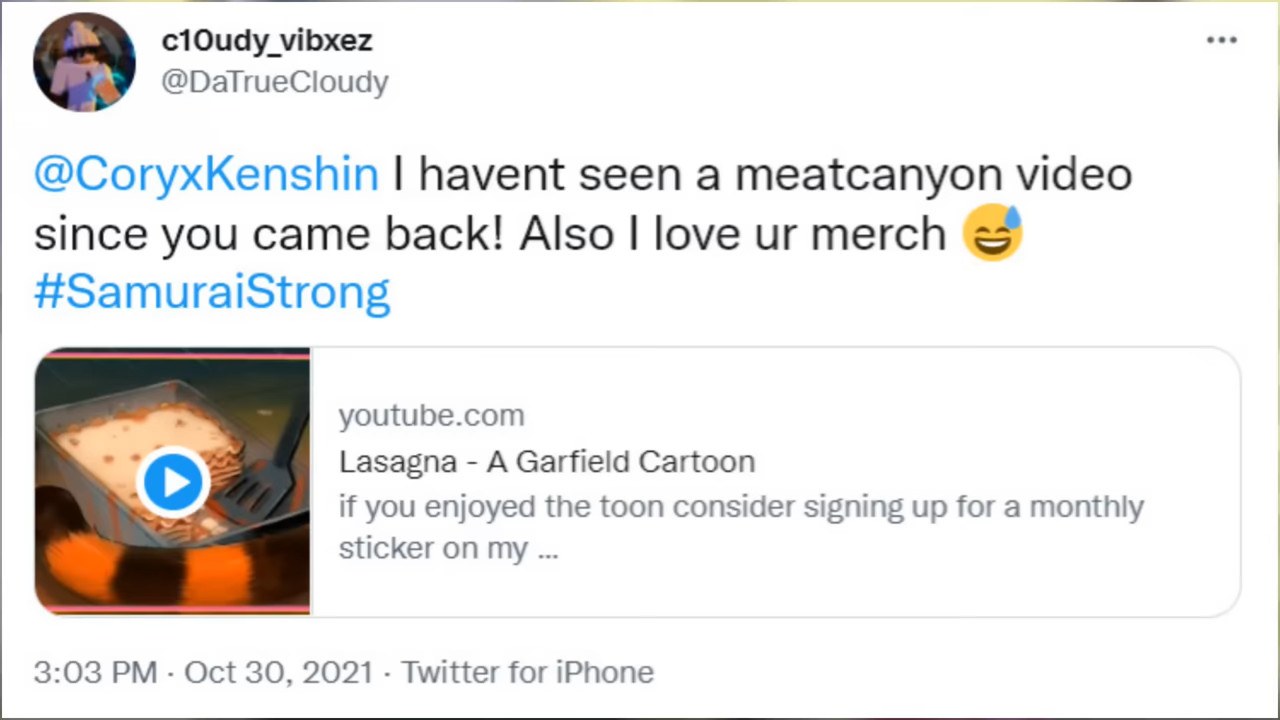 c10udy_vibxez
@DaTrueCloudy
@CoryxKenshin I havent seen a meatcanyon video
since you came back! Also I love ur merch 😅
#SamuraiStrong
youtube.com
Lasagna - A Garfield Cartoon
if you enjoyed the toon consider signing up for a monthly
sticker on my ...
3:03 PM · Oct 30, 2021 · Twitter for iPhone